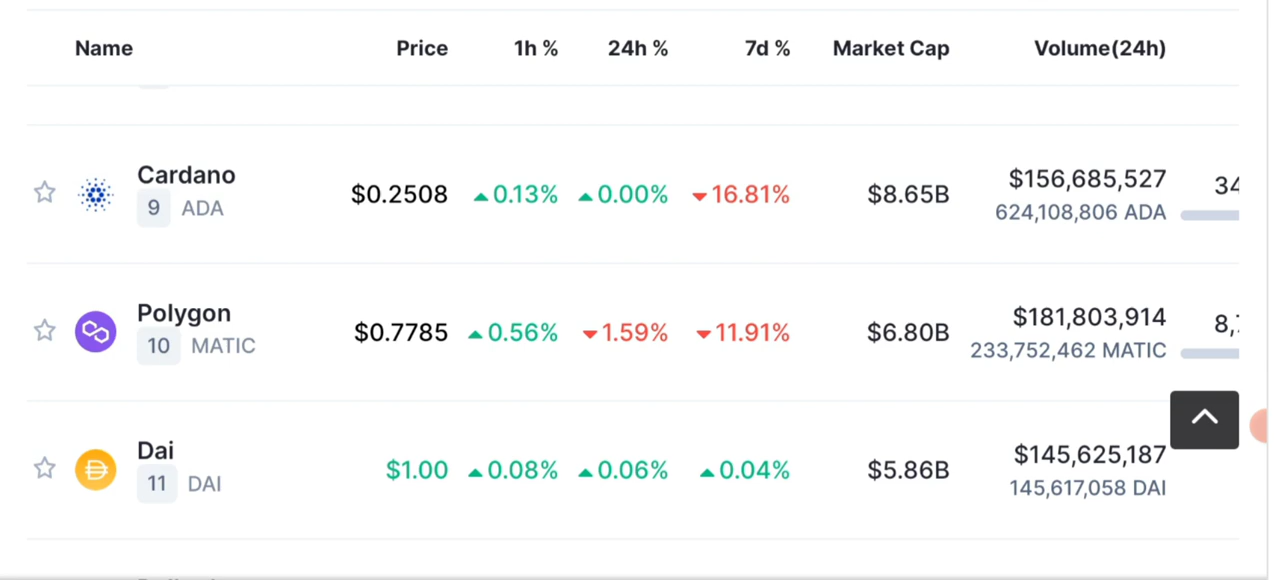 Name Price 1h % 24h % 7d % Market Cap Volume(24h)
Cardano
9 ADA
$0.2508 0.13% 0.00% 16.81% $8.65B
$156,685,527
624,108,806 ADA
34
Polygon
10 MATIC
$0.7785 0.56% 1.59% 11.91% $6.80B
$181,803,914
233,752,462 MATIC
8,
Dai
11 DAI
$1.00 0.08% 0.06% 0.04% $5.86B
$145,625,187
145,617,058 DAI